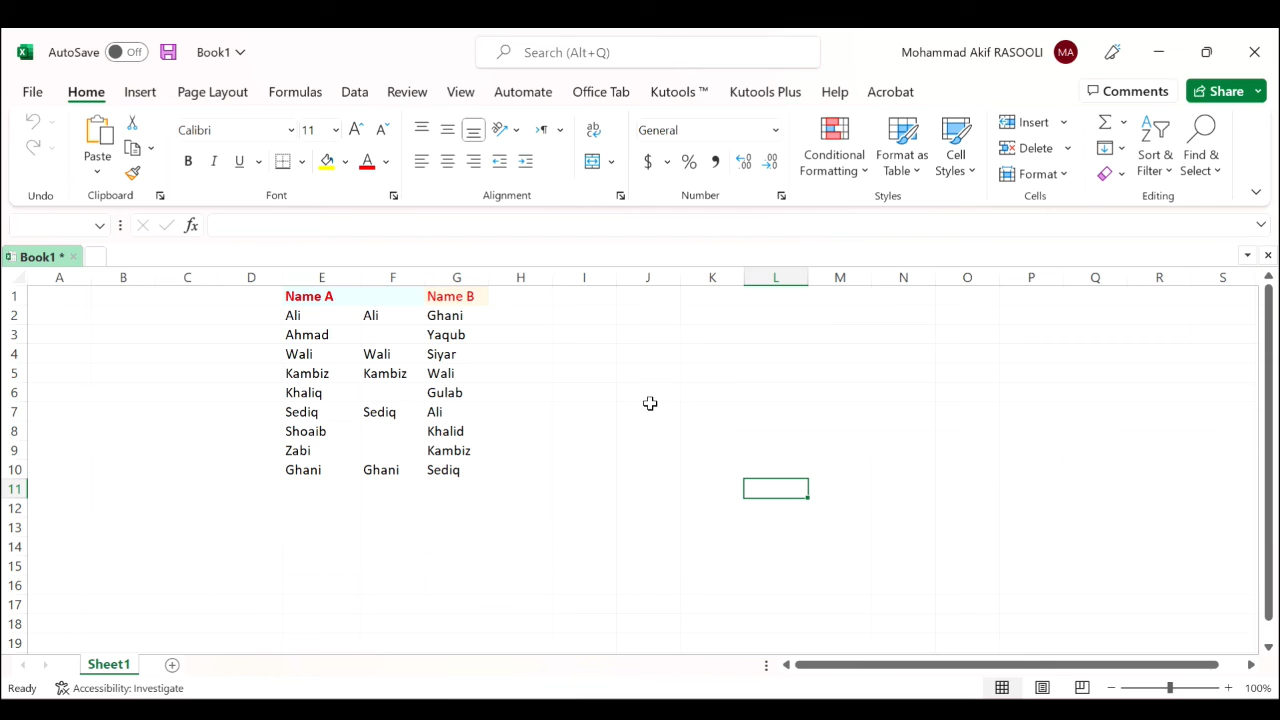 AutoSave Off Book1 Search (Alt+Q) Mohammad Akif RASOOLI MA
File Home Insert Page Layout Formulas Data Review View Automate Office Tab Kutools ™ Kutools Plus Help Acrobat Comments Share
Calibri 11 General Insert
Paste B I U A $ % Conditional Formatting Format as Table Cell Styles Delete Sort & Filter Find & Select
Format
Undo Clipboard Font Alignment Number Styles Cells Editing
fx
Book1 *
A B C D E F G H I J K L M N O P Q R S
1 Name A Name B
2 Ali Ali Ghani
3 Ahmad Yaqub
4 Wali Wali Siyar
5 Kambiz Kambiz Wali
6 Khaliq Gulab
7 Sediq Sediq Ali
8 Shoaib Khalid
9 Zabi Kambiz
10 Ghani Ghani Sediq
11
12
13
14
15
16
17
18
19
Sheet1
Ready Accessibility: Investigate 100%